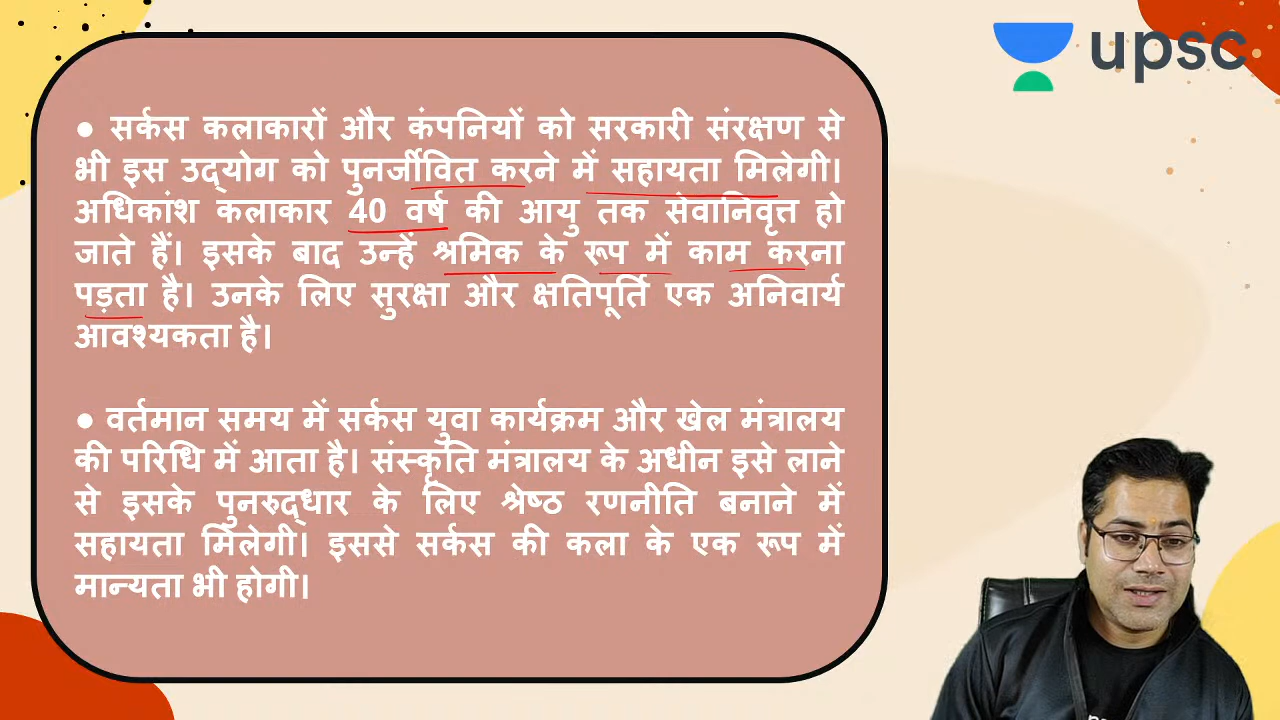 upsc
● सर्कस कलाकारों और कंपनियों को सरकारी संरक्षण से
भी इस उद्योग को पुनर्जीवित करने में सहायता मिलेगी।
अधिकांश कलाकार 40 वर्ष की आयु तक सेवानिवृत्त हो
जाते हैं। इसके बाद उन्हें श्रमिक के रूप में काम करना
पड़ता है। उनके लिए सुरक्षा और क्षतिपूर्ति एक अनिवार्य
आवश्यकता है।
● वर्तमान समय में सर्कस युवा कार्यक्रम और खेल मंत्रालय
की परिधि में आता है। संस्कृति मंत्रालय के अधीन इसे लाने
से इसके पुनरुद्धार के लिए श्रेष्ठ रणनीति बनाने में
सहायता मिलेगी। इससे सर्कस की कला के एक रूप में
मान्यता भी होगी।